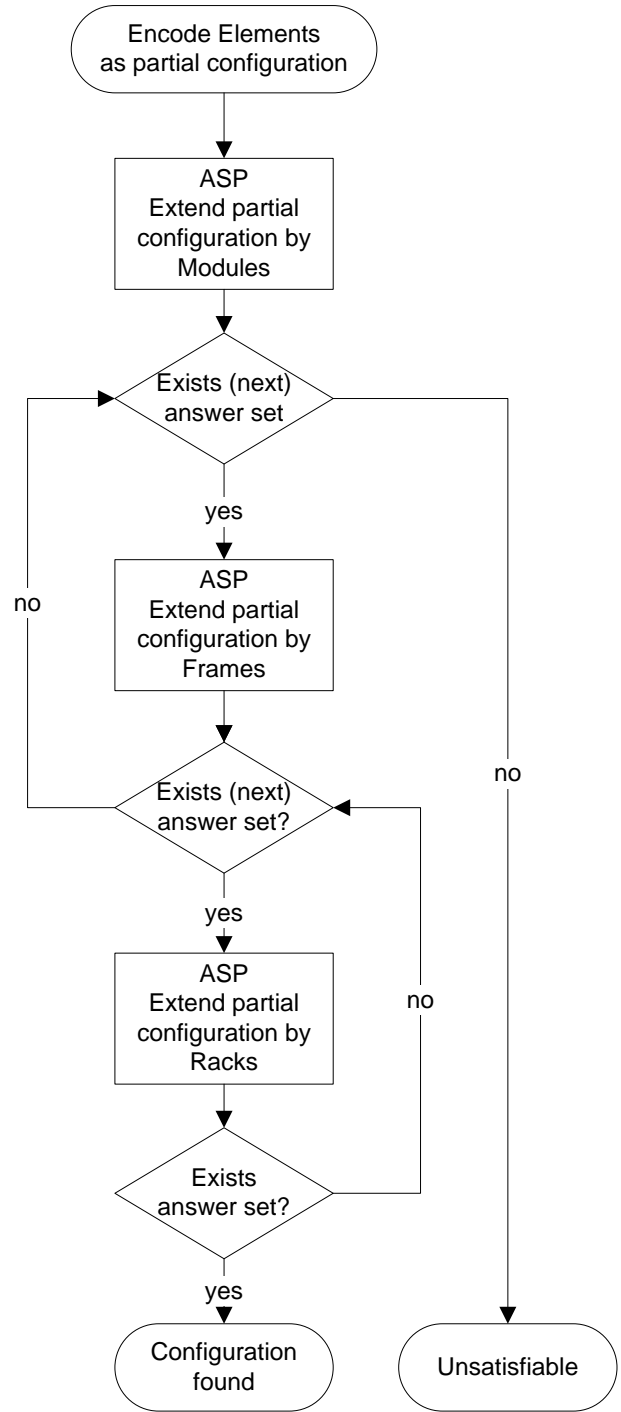 Encode Elements
as partial configuration
ASP
Extend partial
configuration by
Modules
Exists (next)
answer set
yes
no
ASP
Extend partial
configuration by
Frames
no
Exists (next)
answer set?
yes
no
ASP
Extend partial
configuration by
Racks
Exists
answer set?
yes
Configuration
found
Unsatisfiable